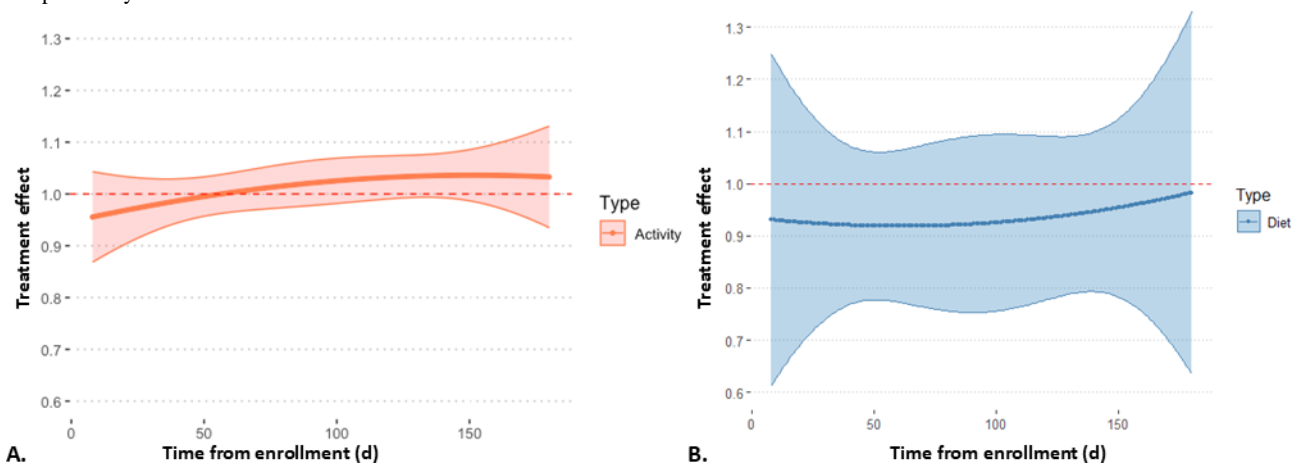 1.3
1.2
1.1
1.0
0.9
0.8
0.7
0.6
Treatment effect
0
50
100
150
Time from enrollment (d)
A.
Type
Activity
1.3
1.2
1.1
1.0
0.9
0.8
0.7
0.6
Treatment effect
0
50
100
150
Time from enrollment (d)
B.
Type
Diet